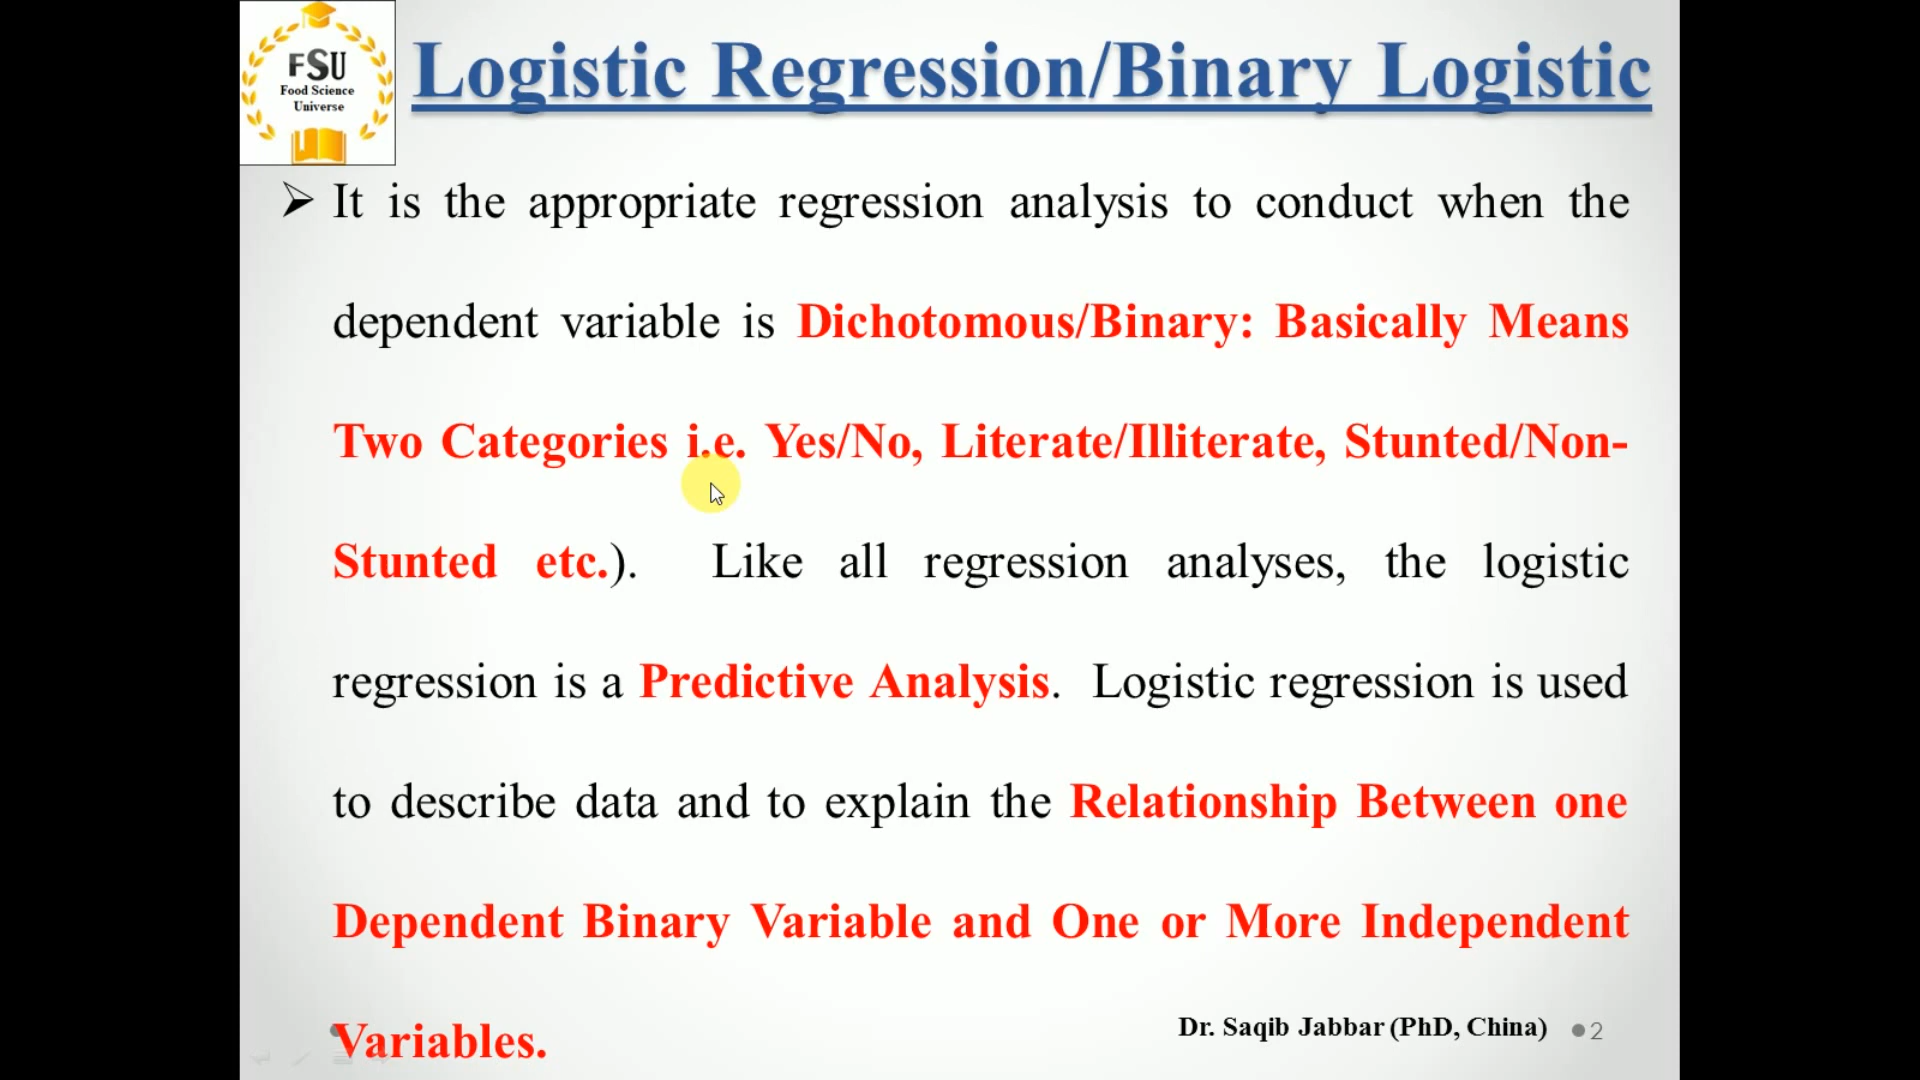 FSU
Food Science
Universe
Logistic Regression/Binary Logistic
It is the appropriate regression analysis to conduct when the
dependent variable is Dichotomous/Binary: Basically Means
Two Categories i.e. Yes/No, Literate/Illiterate, Stunted/Non-
Stunted etc.). Like all regression analyses, the logistic
regression is a Predictive Analysis. Logistic regression is used
to describe data and to explain the Relationship Between one
Dependent Binary Variable and One or More Independent
Variables.
Dr. Saqib Jabbar (PhD, China)
2